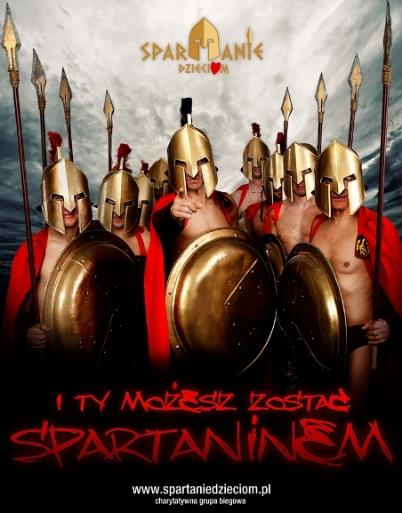 SPARTANIE
DZIECIOM
I TY MOŻESZ ZOSTAĆ
SPARTANINEM
www.spartaniedzieciom.pl
charytatywna grupa biegowa